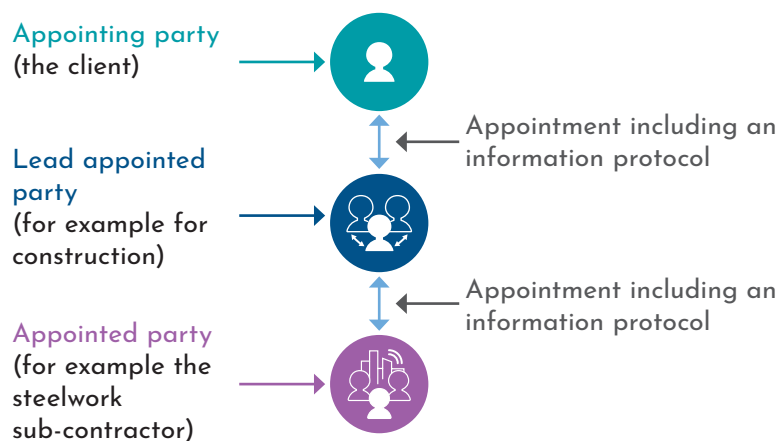 Appointing party
(the client)
Appointment including an
information protocol
Lead appointed
party
(for example for
construction)
Appointment including an
information protocol
Appointed party
(for example the
steelwork
sub-contractor)